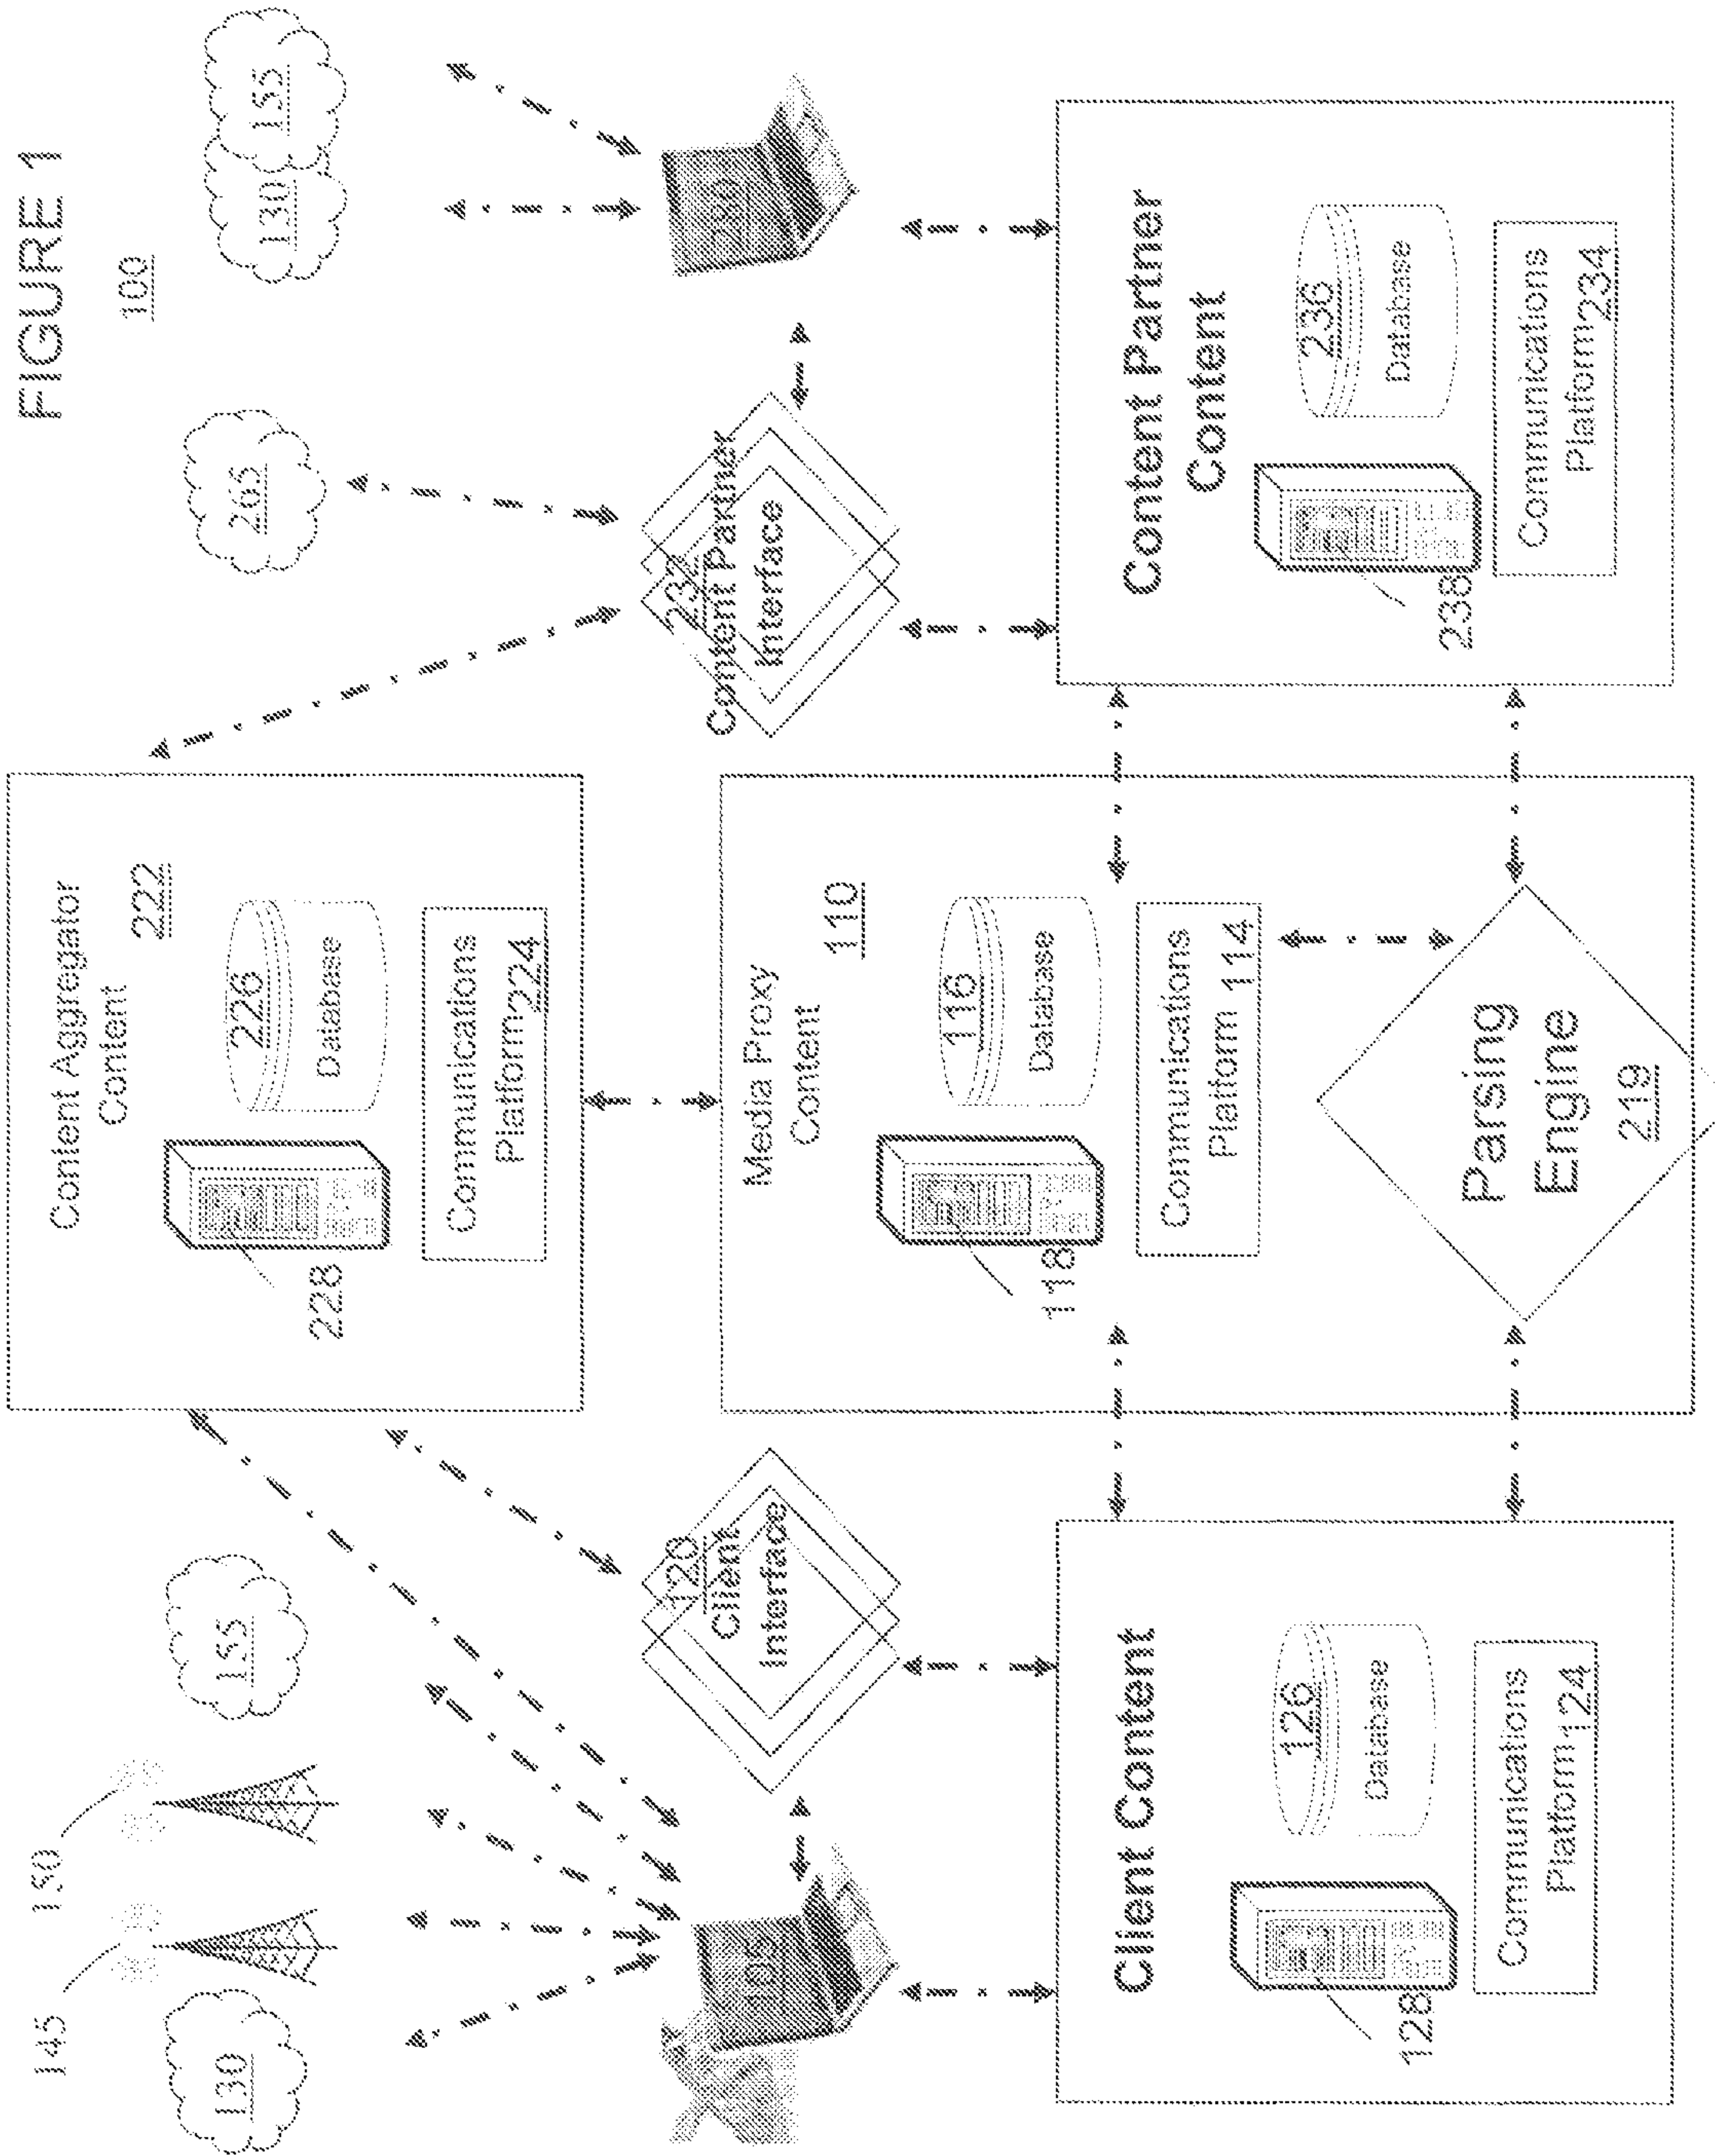 FIGURE 1
100
145
150
130
155
265
130
155
Content Aggregator
Content
222
228
226
Database
Communications
Platform 224
105
120
Client
Interface
232
Content Partner
Interface
Client Content
128
126
Database
Communications
Platform 124
Media Proxy
Content
110
118
116
Database
Communications
Platform 114
Parsing
Engine
219
Content Partner
Content
238
236
Database
Communications
Platform 234